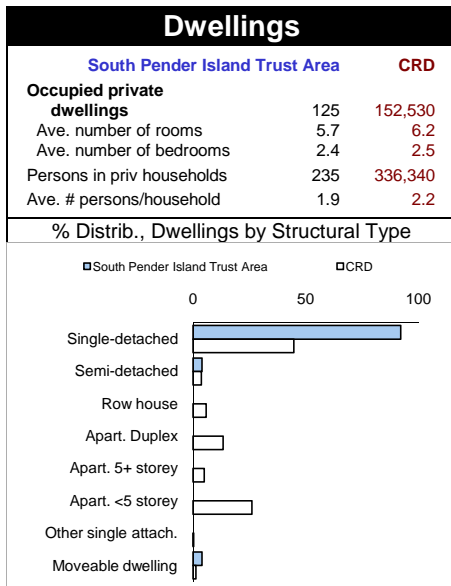 Dwellings
South Pender Island Trust Area CRD
Occupied private
dwellings 125 152,530
Ave. number of rooms 5.7 6.2
Ave. number of bedrooms 2.4 2.5
Persons in priv households 235 336,340
Ave. # persons/household 1.9 2.2
% Distrib., Dwellings by Structural Type
South Pender Island Trust Area CRD
0 50 100
Single-detached
Semi-detached
Row house
Apart. Duplex
Apart. 5+ storey
Apart. <5 storey
Other single attach.
Moveable dwelling